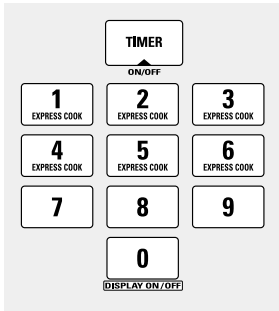 TIMER
ON/OFF
1 2 3
EXPRESS COOK EXPRESS COOK EXPRESS COOK
4 5 6
EXPRESS COOK EXPRESS COOK EXPRESS COOK
7 8 9
0
DISPLAY ON/OFF